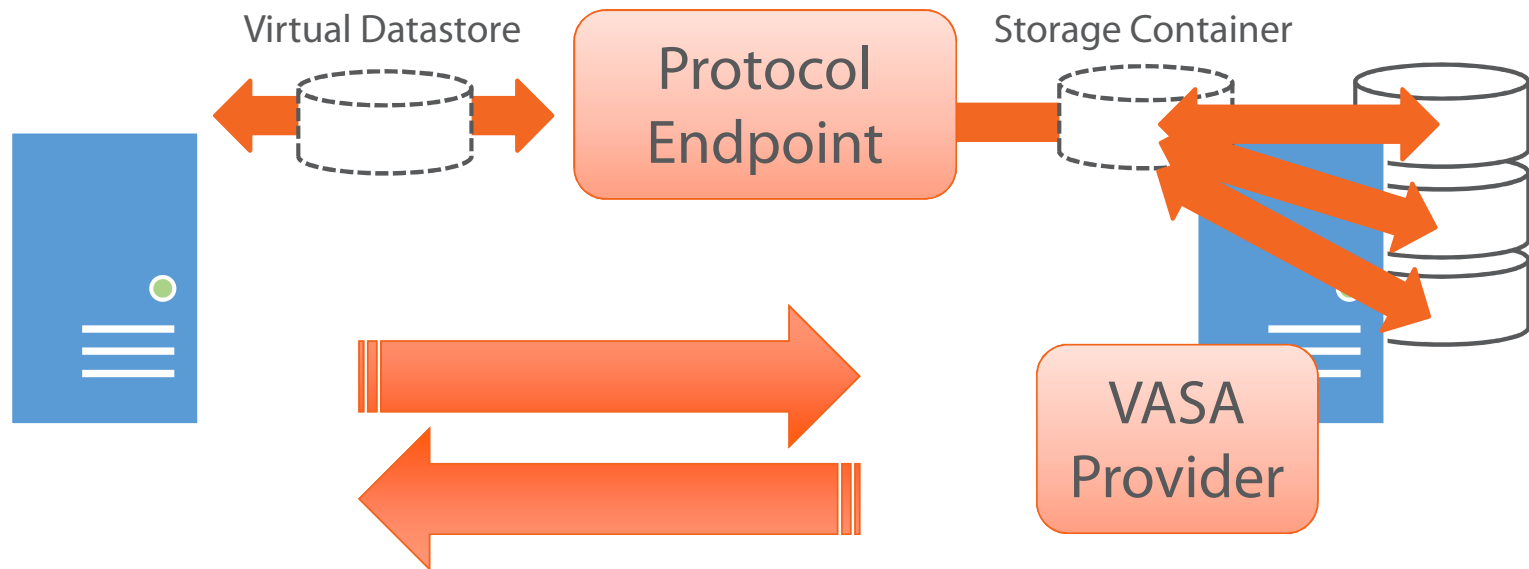 Virtual Datastore
Protocol
Endpoint
Storage Container
VASA
Provider